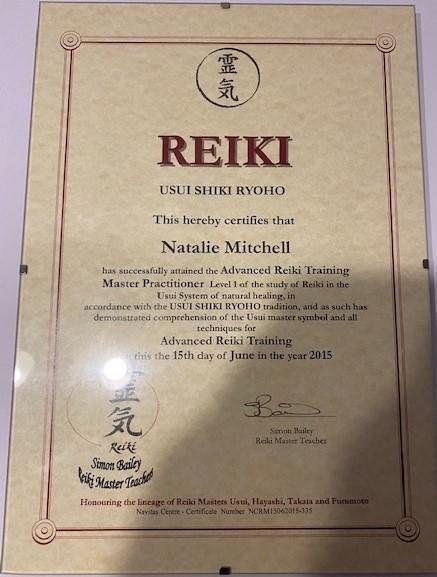 霊
気
REIKI
USUI SHIKI RYOHO
This hereby certifies that
Natalie Mitchell
has successfully attained the Advanced Reiki Training
Master Practitioner Level 1 of the study of Reiki in the
Usui System of natural healing, in
accordance with the USUI SHIKI RYOHO tradition, and as such has
demonstrated comprehension of the Usui master symbol and all
techniques for
Advanced Reiki Training
this the 15th day of June in the year 2015
霊
気
Reiki
Simon Bailey
Reiki Master Teacher
Simon Bailey
Reiki Master Teacher
Honouring the lineage of Reiki Masters Usui, Hayashi, Takata and Furumoto
Navitas Centre - Certificate Number NCRM15062015-335